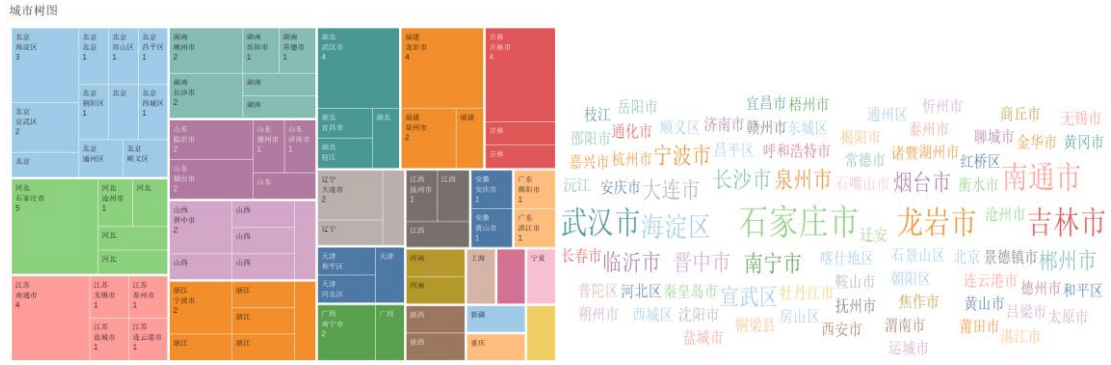 城市树图
北京
海淀区
3
北京
北京
1
北京
房山区
1
北京
昌平区
1
北京
朝阳区
1
北京
北京
西城区
1
北京
宣武区
2
北京
北京
通州区
北京
顺义区
湖南
郴州市
2
湖南
岳阳市
1
湖南
常德市
1
湖南
长沙市
2
湖南
湖南
湖北
武汉市
4
湖北
宜昌市
湖北
湖北
枝江
福建
龙岩市
4
福建
泉州市
2
福建
吉林
吉林市
4
吉林
吉林
山东
临沂市
2
山东
德州市
1
山东
济南市
1
山东
烟台市
2
山东
河北
石家庄市
5
河北
沧州市
1
河北
河北
河北
辽宁
大连市
2
辽宁
江西
抚州市
1
江西
江西
安徽
安庆市
1
安徽
黄山市
1
广东
揭阳市
1
广东
湛江市
1
山西
晋中市
2
山西
山西
山西
山西
天津
和平区
天津
天津
河北区
河南
河南
上海
宁夏
江苏
南通市
4
江苏
无锡市
1
江苏
泰州市
1
江苏
盐城市
1
江苏
连云港市
1
浙江
宁波市
2
浙江
浙江
浙江
浙江
广西
南宁市
2
广西
陕西
陕西
新疆
重庆
枝江 岳阳市 宜昌市 梧州市 通州区 忻州市 商丘市 无锡市
邵阳市 通化市 顺义区 济南市 赣州市 东城区 揭阳市 泰州市 聊城市 金华市 黄冈市
嘉兴市 杭州市 宁波市 昌平区 呼和浩特市 常德市 诸暨 湖州市 红桥区
沅江 安庆市 大连市 长沙市 泉州市 石嘴山市 烟台市 衡水市 南通市
武汉市 海淀区 石家庄市 迁安 龙岩市 沧州市 吉林市
长春市 临沂市 晋中市 南宁市 喀什地区 石景山区 北京 景德镇市 郴州市
普陀区 河北区 秦皇岛市 宣武区 牡丹江市 鞍山市 朝阳区 连云港市 德州市 和平区
朔州市 西城区 沈阳市 铜梁县 房山区 抚州市 焦作市 黄山市 吕梁市 太原市
盐城市 西安市 渭南市 莆田市 湛江市
运城市